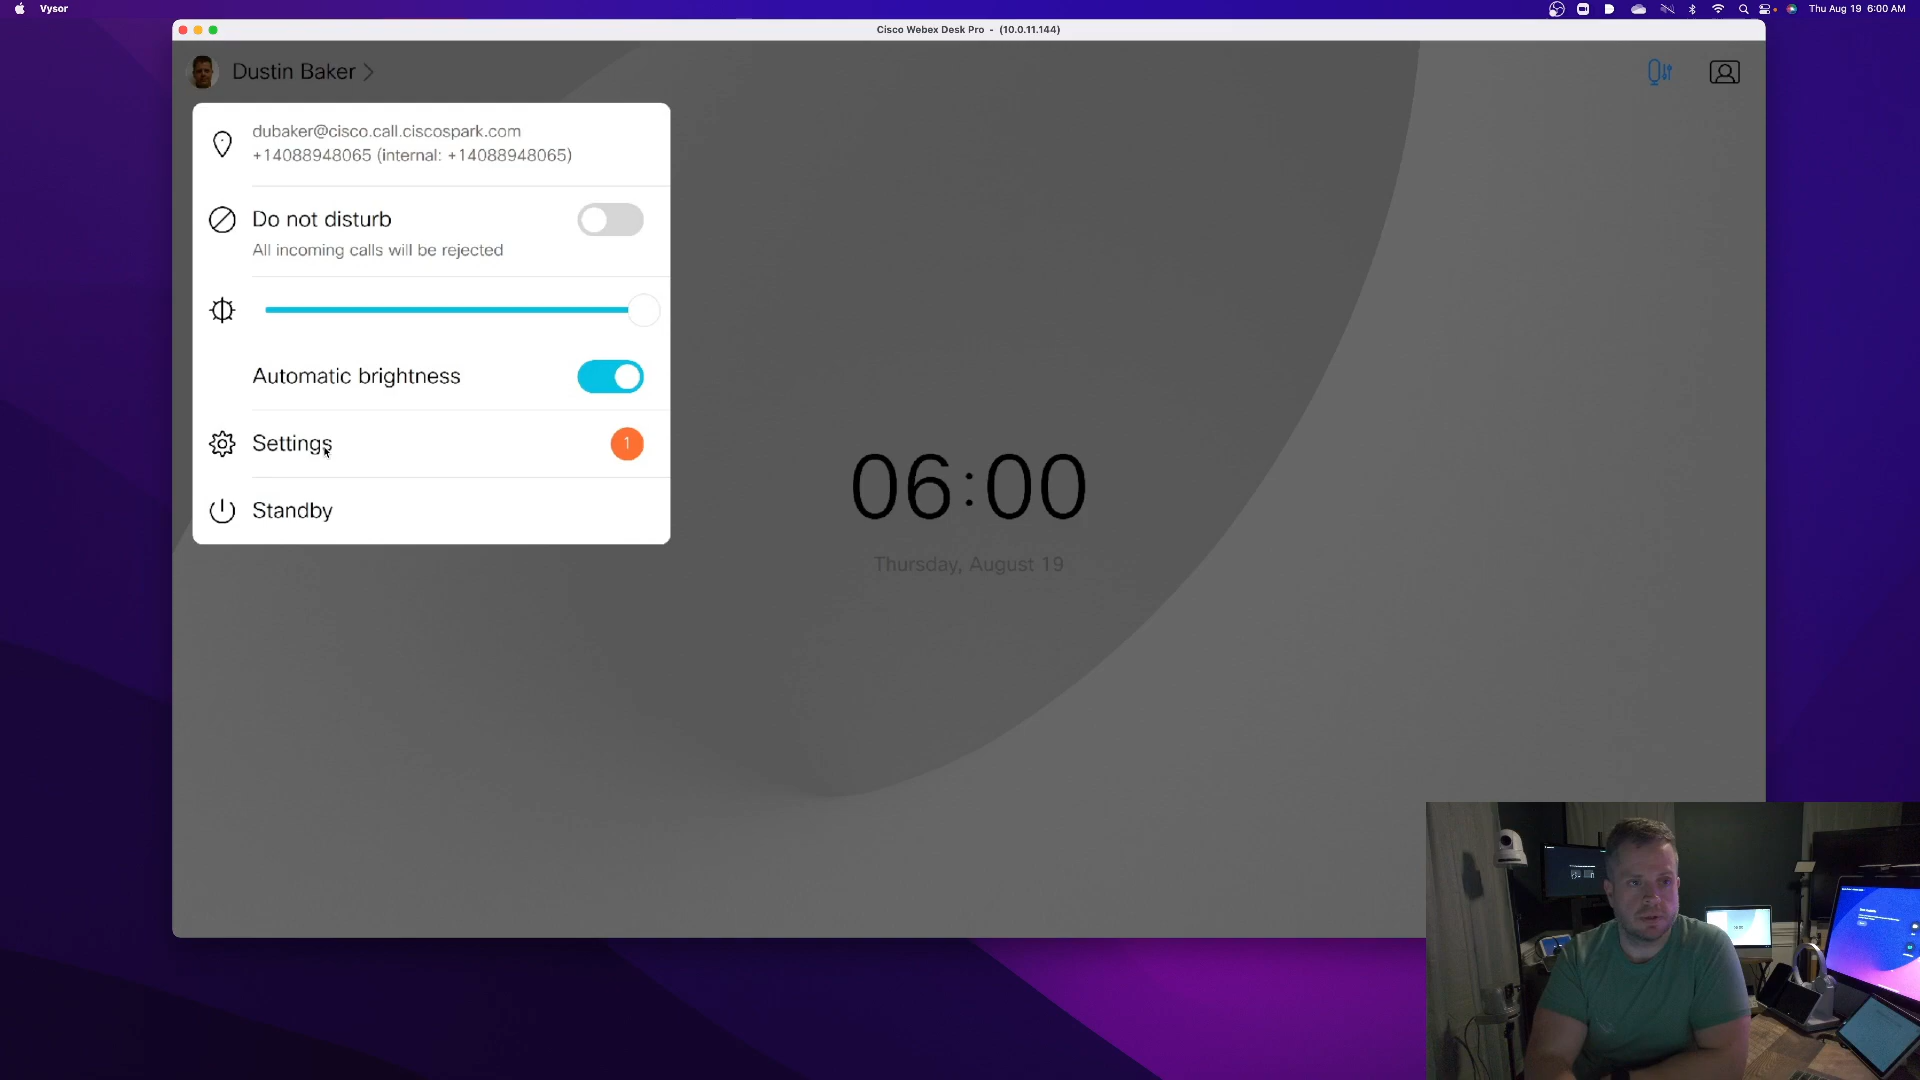 Vysor
Thu Aug 19 6:00 AM
Cisco Webex Desk Pro - (10.0.11.144)
Dustin Baker
dubaker@cisco.call.ciscospark.com
+14088948065 (internal: +14088948065)
Do not disturb
All incoming calls will be rejected
Automatic brightness
Settings 1
Standby
06:00
Thursday, August 19